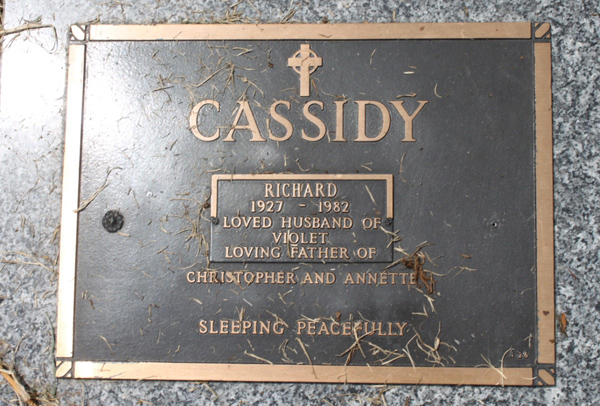 CASSIDY
RICHARD
1927 - 1982
LOVED HUSBAND OF
VIOLET
LOVING FATHER OF
CHRISTOPHER AND ANNETTE
SLEEPING PEACEFULLY